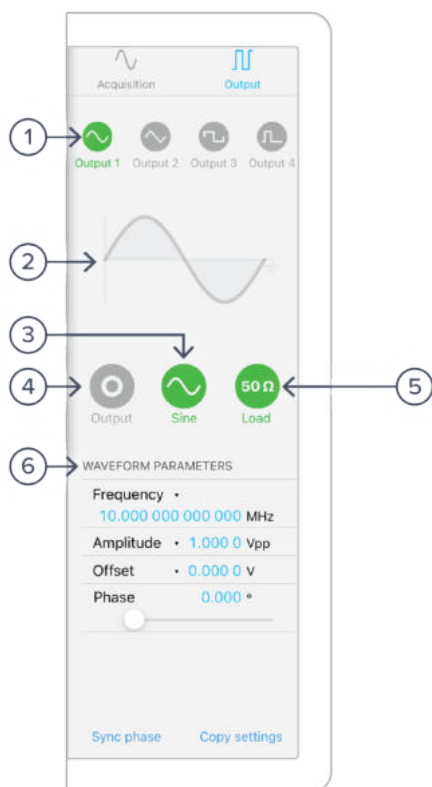 Acquisition Output
1
Output 1 Output 2 Output 3 Output 4
2
3
4 50 Ω 5
Output Sine Load
6 WAVEFORM PARAMETERS
Frequency •
10.000 000 000 000 MHz
Amplitude • 1.000 0 Vpp
Offset • 0.000 0 V
Phase 0.000 °
Sync phase Copy settings